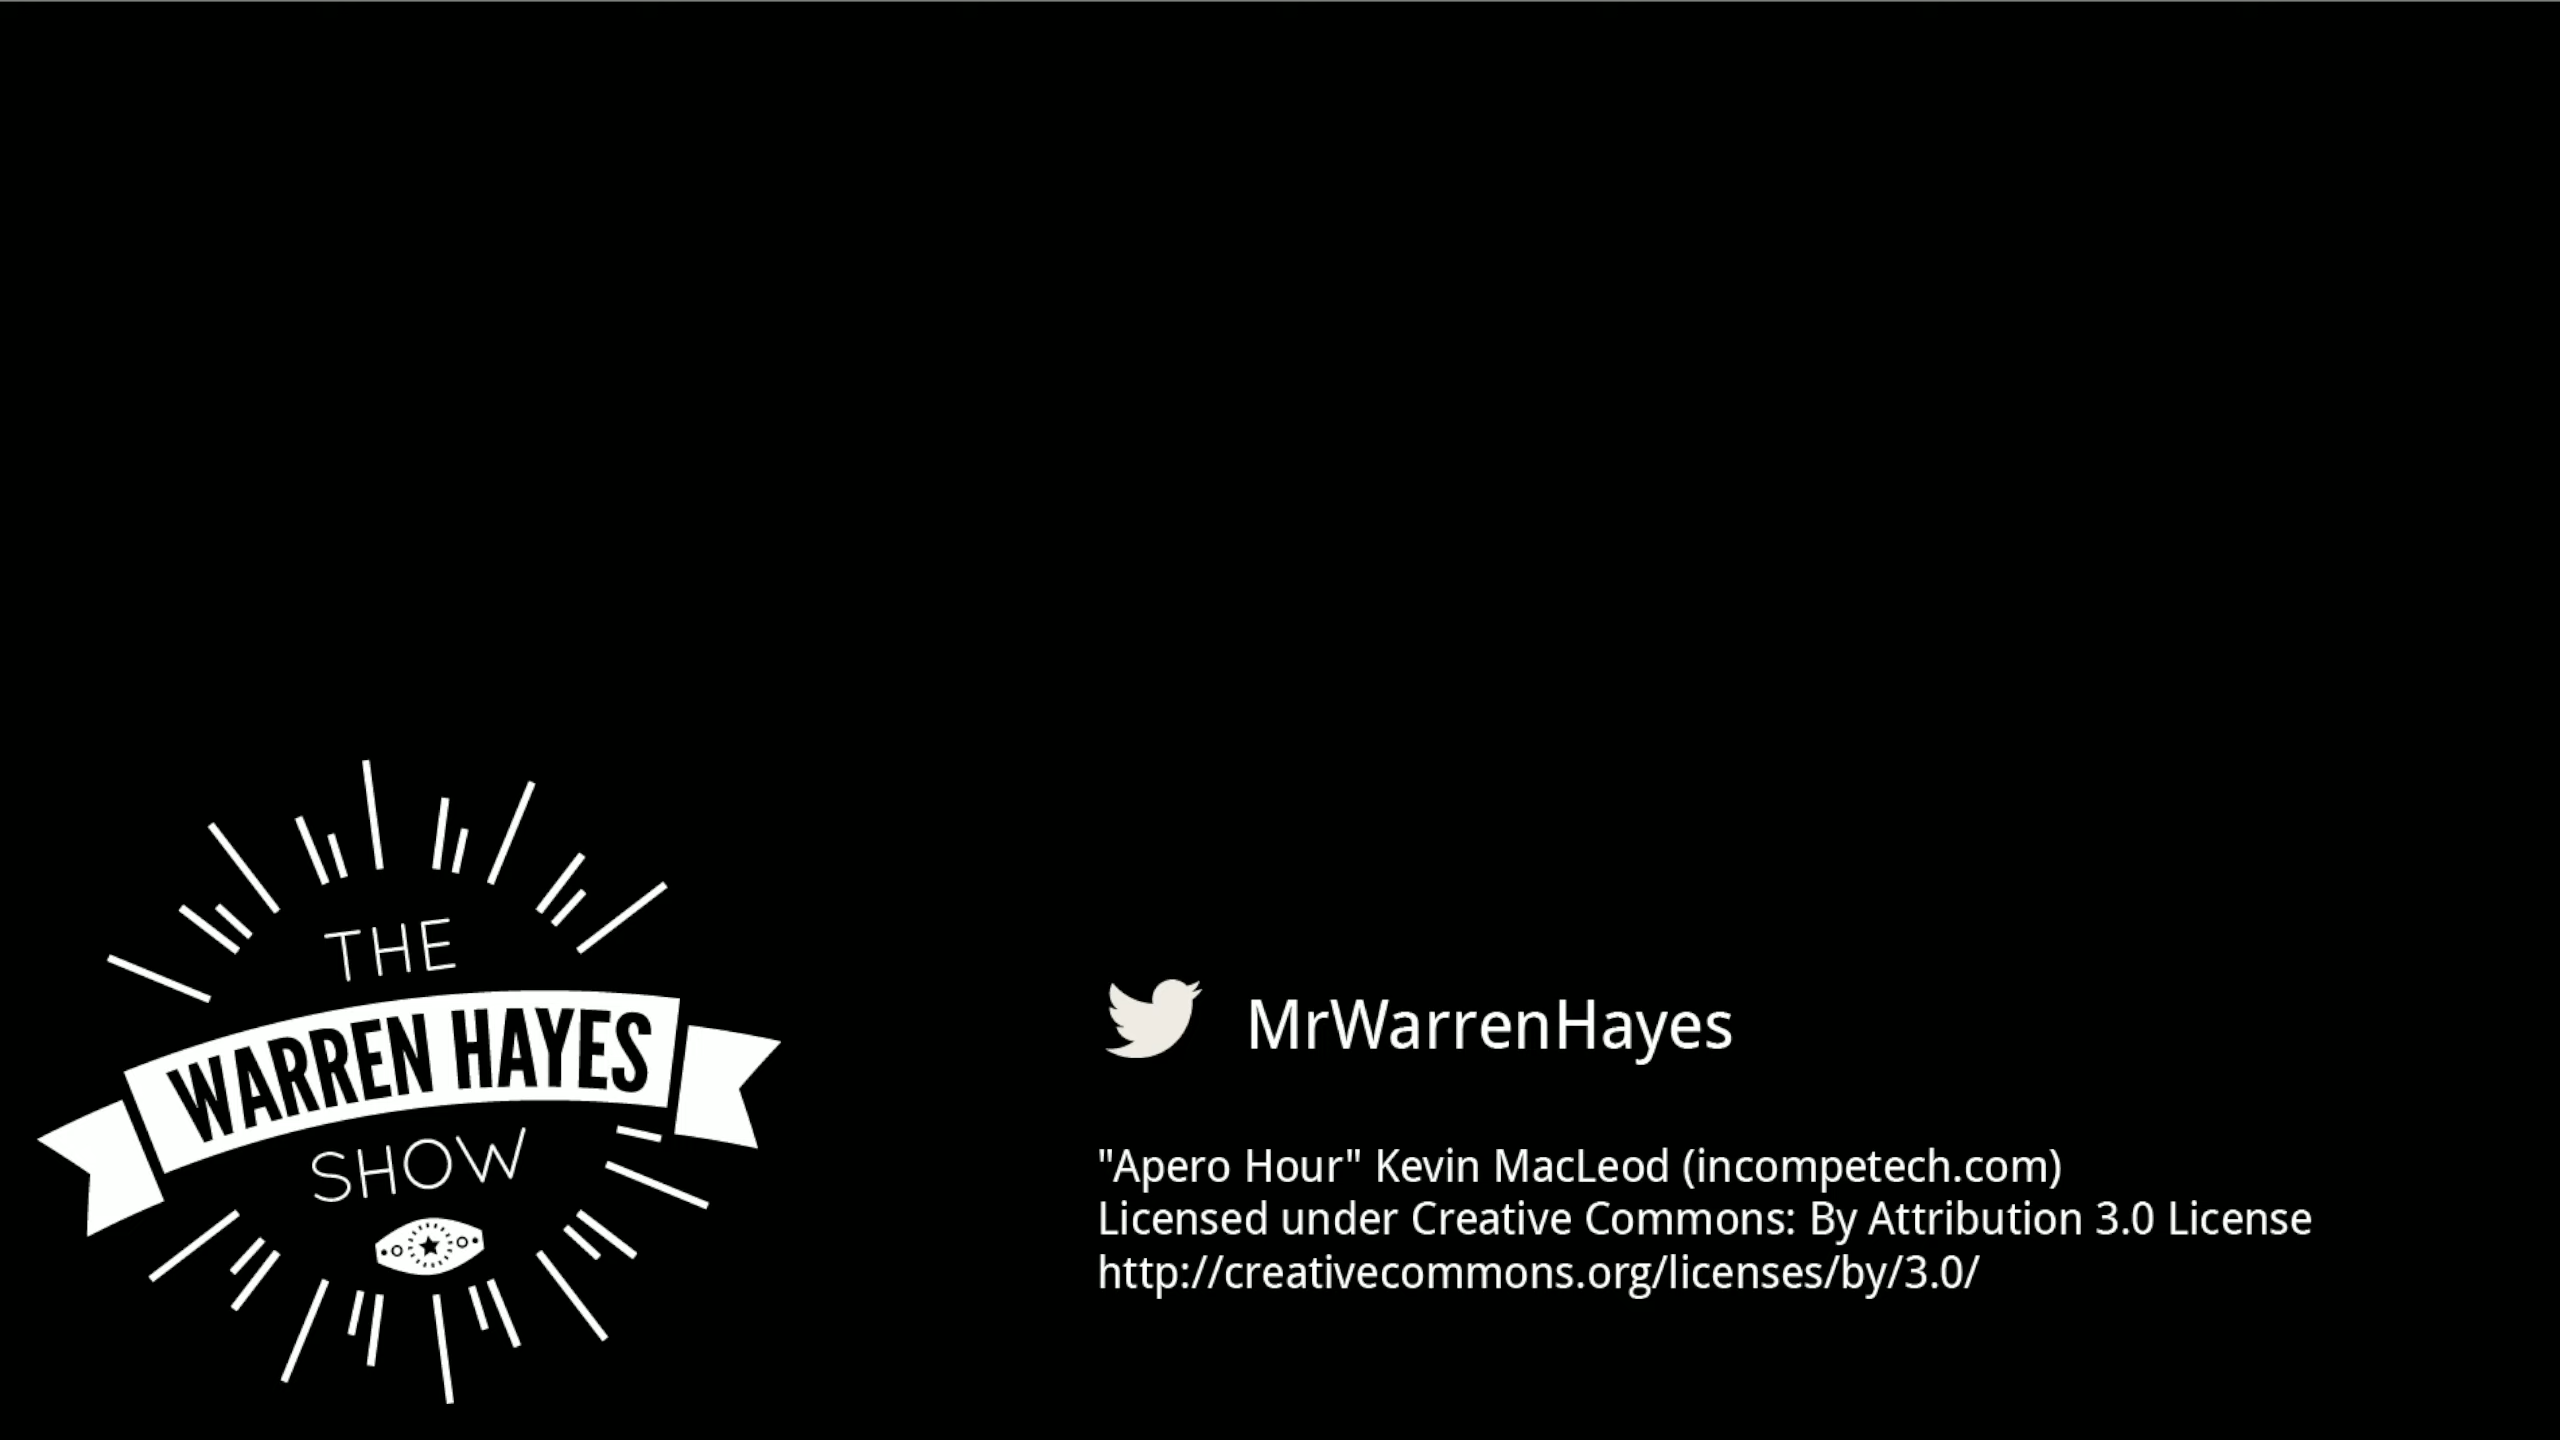 THE
WARREN HAYES
SHOW
MrWarrenHayes
"Apero Hour" Kevin MacLeod (incompetech.com)
Licensed under Creative Commons: By Attribution 3.0 License
http://creativecommons.org/licenses/by/3.0/